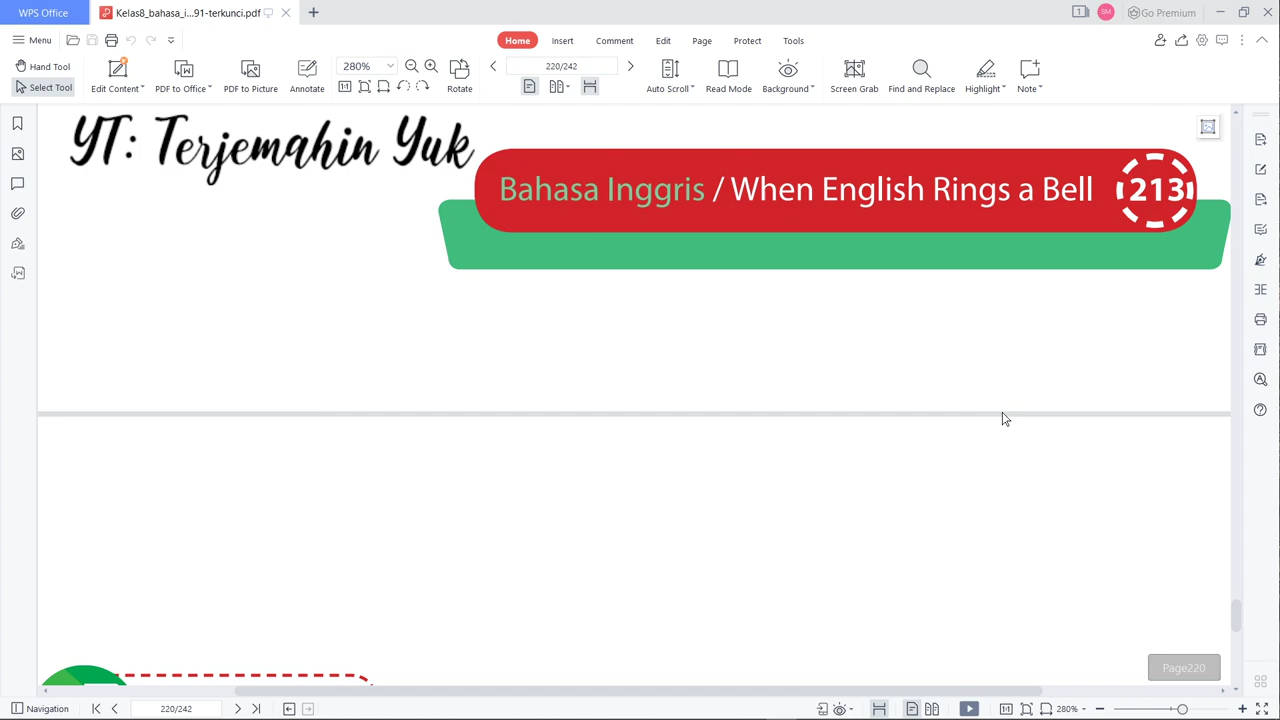 WPS Office
Kelas8_bahasa_i...91-terkunci.pdf
1
SM
Go Premium
Menu
Home
Insert
Comment
Edit
Page
Protect
Tools
Hand Tool
Select Tool
Edit Content
PDF to Office
PDF to Picture
Annotate
280%
Rotate
220/242
Auto Scroll
Read Mode
Background
Screen Grab
Find and Replace
Highlight
Note
YT: Terjemahin Yuk
Bahasa Inggris / When English Rings a Bell 213
Page220
Navigation
220/242
280%